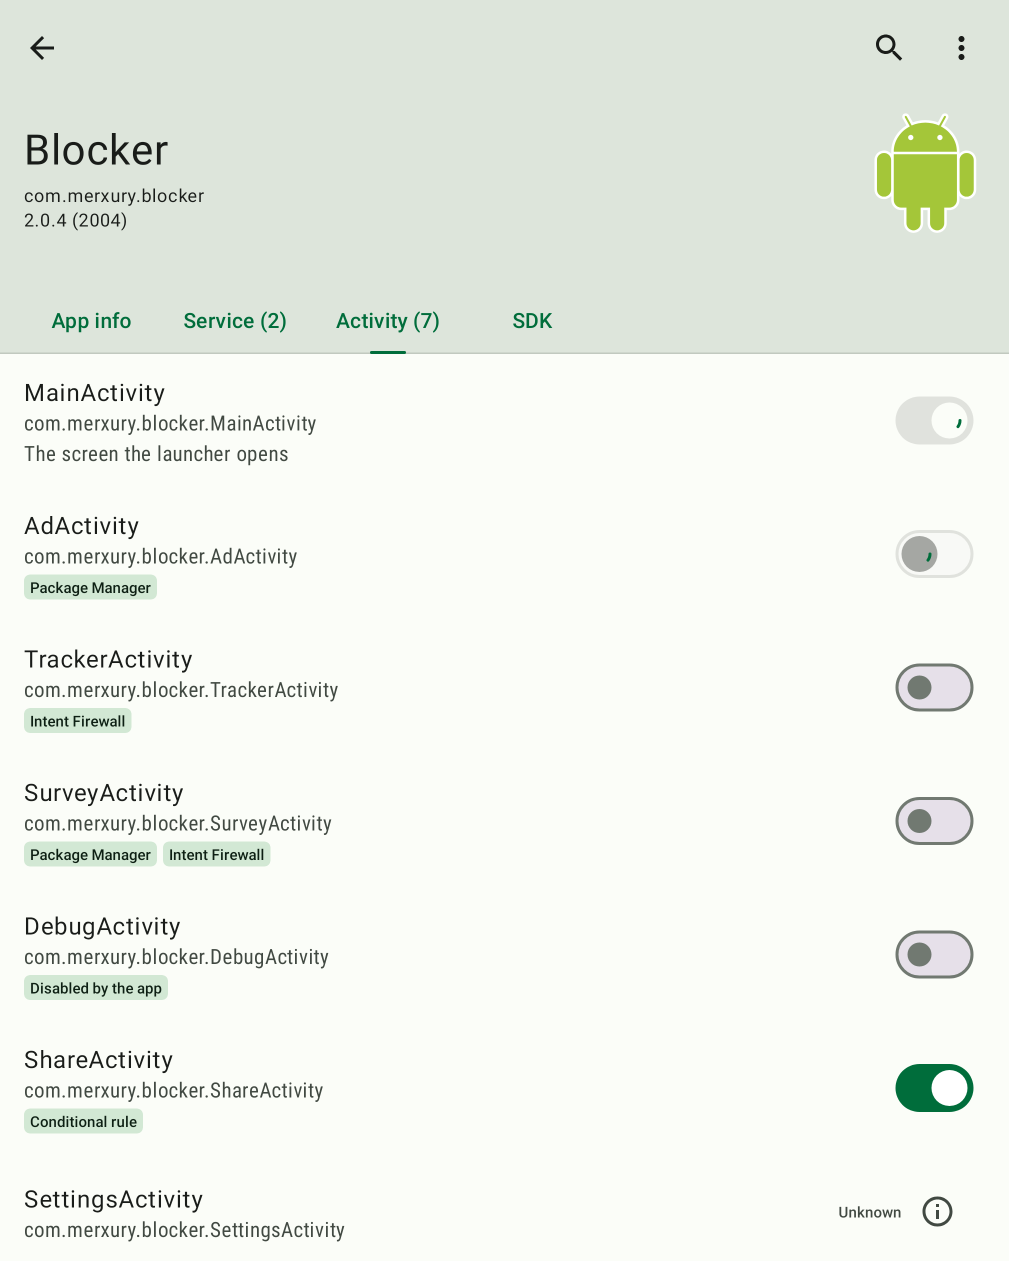 Blocker
com.merxury.blocker
2.0.4 (2004)
App info Service (2) Activity (7) SDK
MainActivity
com.merxury.blocker.MainActivity
The screen the launcher opens
AdActivity
com.merxury.blocker.AdActivity
Package Manager
TrackerActivity
com.merxury.blocker.TrackerActivity
Intent Firewall
SurveyActivity
com.merxury.blocker.SurveyActivity
Package Manager Intent Firewall
DebugActivity
com.merxury.blocker.DebugActivity
Disabled by the app
ShareActivity
com.merxury.blocker.ShareActivity
Conditional rule
SettingsActivity
com.merxury.blocker.SettingsActivity
Unknown